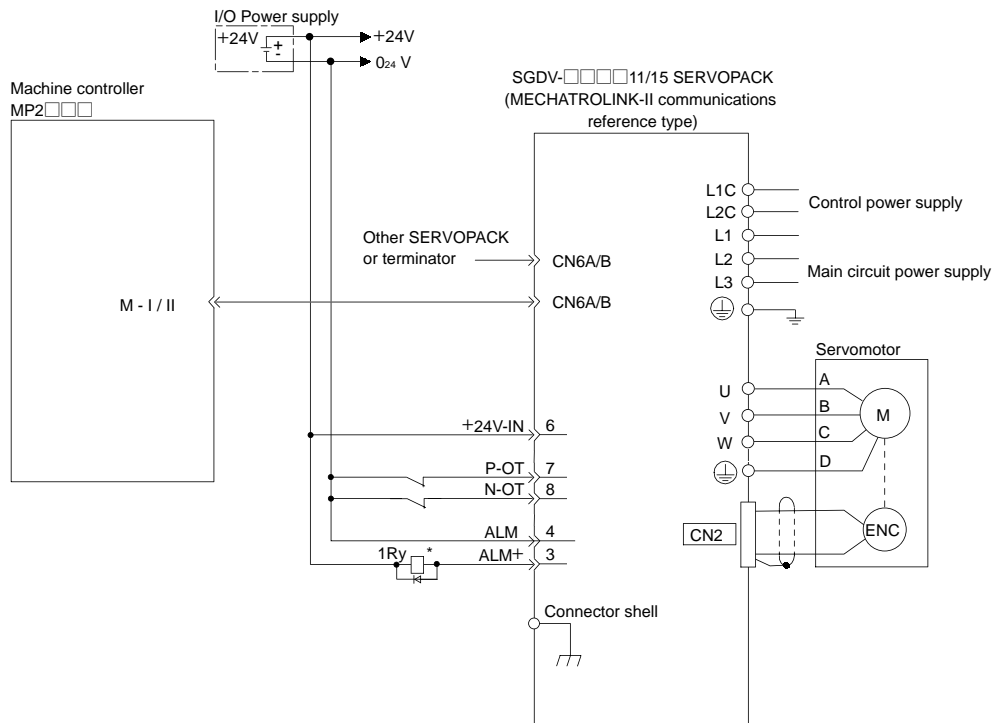 I/O Power supply
+24V
+
-
+24V
024 V
Machine controller
MP2□□□
SGDV-□□□□11/15 SERVOPACK
(MECHATROLINK-II communications
reference type)
L1C
L2C
Control power supply
L1
L2
L3
Main circuit power supply
Other SERVOPACK
or terminator
CN6A/B
M - I / II
CN6A/B
Servomotor
U
A
V
B
M
W
C
D
+24V-IN
6
P-OT
7
N-OT
8
CN2
ENC
ALM
4
1Ry
*
ALM+
3
Connector shell